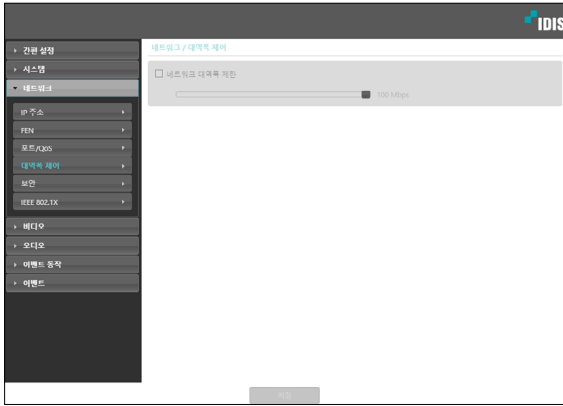 IDIS
간편 설정
시스템
네트워크
IP 주소
FEN
포트/QoS
대역폭 제어
보안
IEEE 802.1X
비디오
오디오
이벤트 동작
이벤트
네트워크 / 대역폭 제어
네트워크 대역폭 제한
100 Mbps
저장